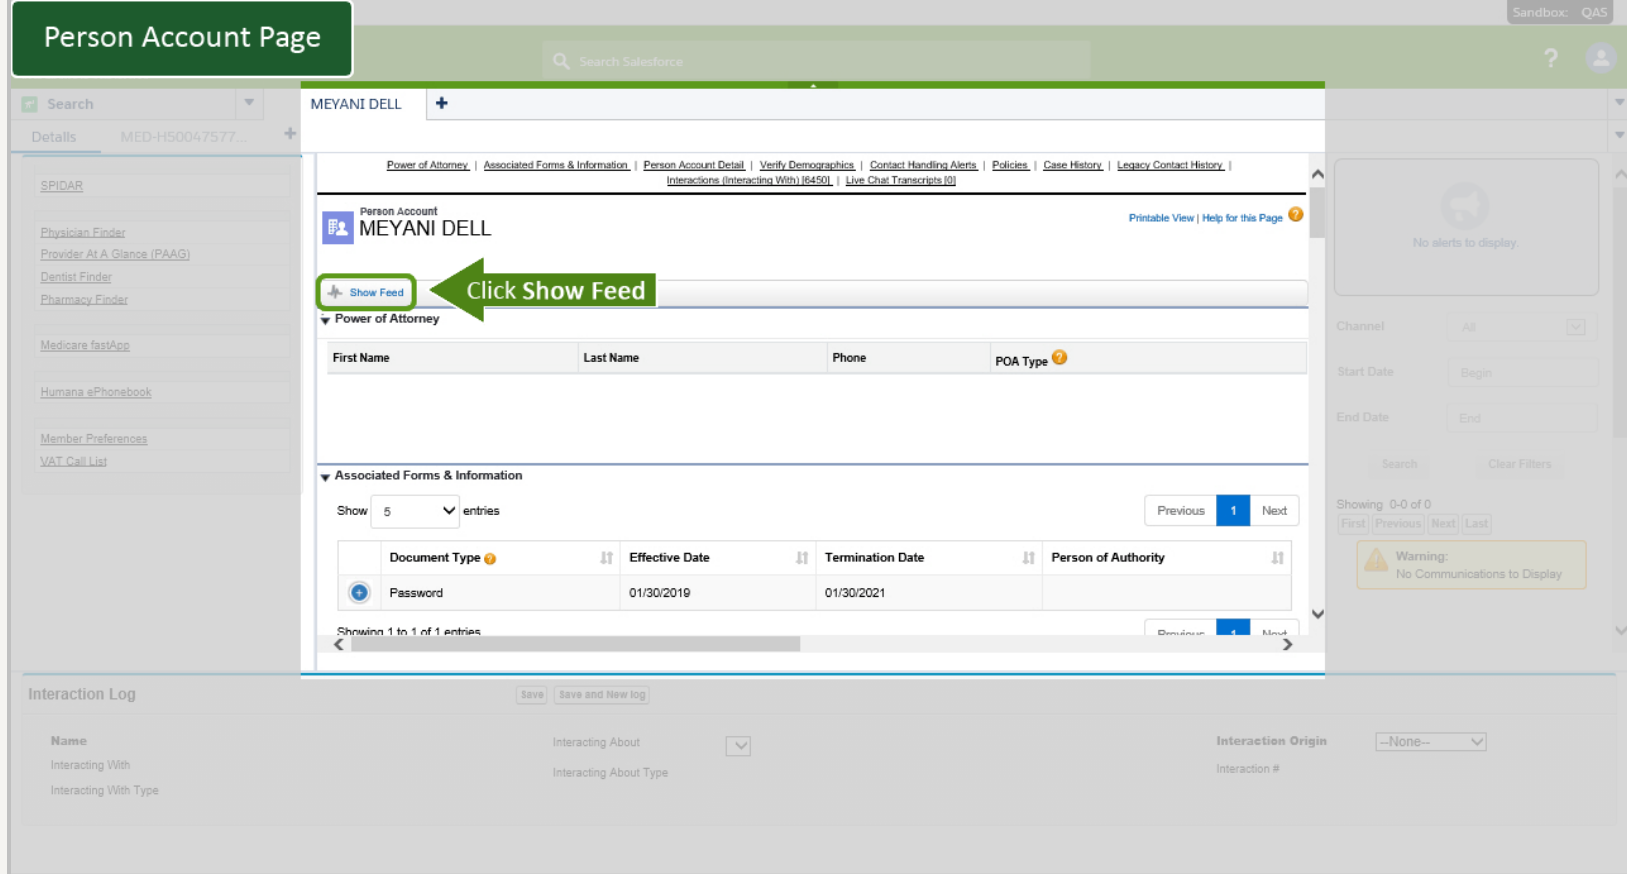 Person Account Page
Sandbox: QAS
Search Salesforce
?
Search
MEYANI DELL
Details MED-H50047577...
Power of Attorney | Associated Forms & Information | Person Account Detail | Verify Demographics | Contact Handling Alerts | Policies | Case History | Legacy Contact History |
Interactions (Interacting With) [6450] | Live Chat Transcripts [0]
SPIDAR
Physician Finder
Provider At A Glance (PAAG)
Dentist Finder
Pharmacy Finder
Medicare fastApp
Humana ePhonebook
Member Preferences
VAT Call List
Person Account
MEYANI DELL
Printable View | Help for this Page ?
Show Feed
Click Show Feed
Power of Attorney
First Name Last Name Phone POA Type ?
Associated Forms & Information
Show 5 entries
Previous 1 Next
Document Type ? Effective Date Termination Date Person of Authority
Password 01/30/2019 01/30/2021
Showing 1 to 1 of 1 entries
Previous 1 Next
No alerts to display.
Channel All
Start Date Begin
End Date End
Search Clear Filters
Showing 0-0 of 0
First Previous Next Last
Warning:
No Communications to Display
Interaction Log
Save Save and New log
Name
Interacting With
Interacting With Type
Interacting About
Interacting About Type
Interaction Origin --None--
Interaction #